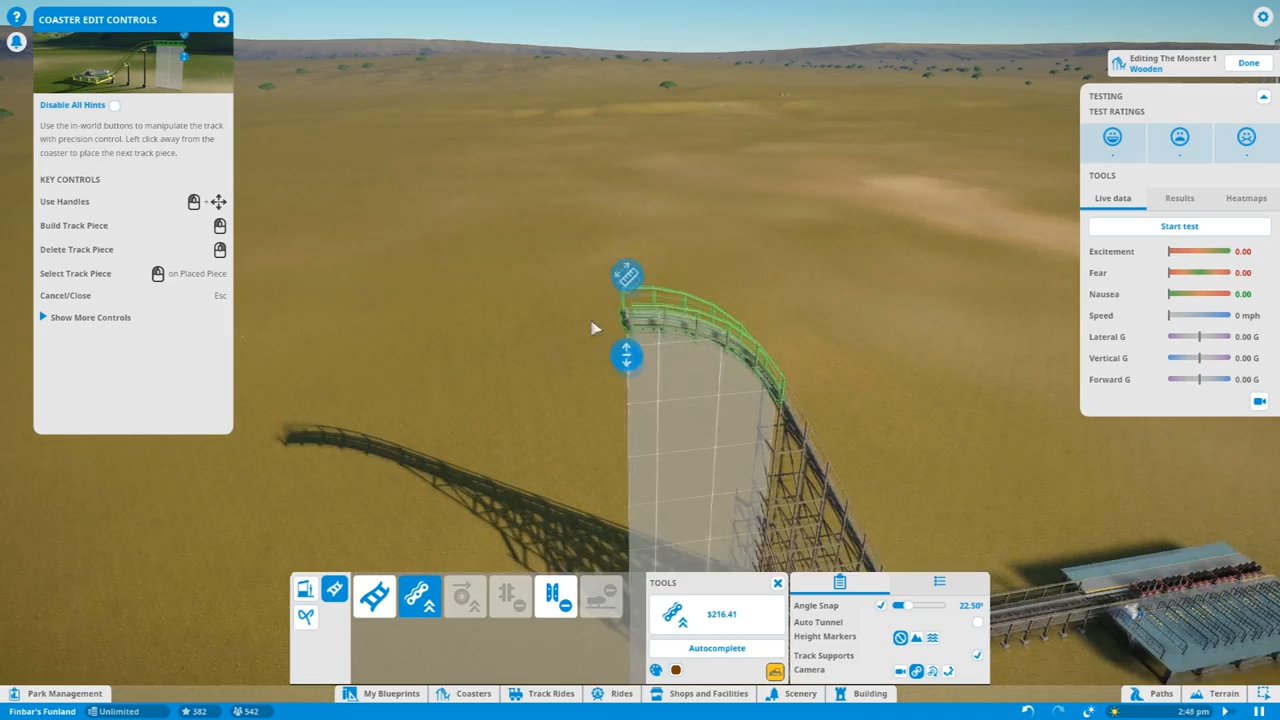 ?
COASTER EDIT CONTROLS
Disable All Hints
Use the in-world buttons to manipulate the track
with precision control. Left click away from the
coaster to place the next track piece.
KEY CONTROLS
Use Handles +
Build Track Piece
Delete Track Piece
Select Track Piece on Placed Piece
Cancel/Close Esc
Show More Controls
Editing The Monster 1
Wooden
Done
TESTING
TEST RATINGS
- - -
TOOLS
Live data Results Heatmaps
Start test
Excitement 0.00
Fear 0.00
Nausea 0.00
Speed 0 mph
Lateral G 0.00 G
Vertical G 0.00 G
Forward G 0.00 G
TOOLS
$216.41
Autocomplete
Angle Snap 22.50º
Auto Tunnel
Height Markers
Track Supports
Camera
Park Management
My Blueprints
Coasters
Track Rides
Rides
Shops and Facilities
Scenery
Building
Paths
Terrain
Finbar's Funland
Unlimited
382
542
2:48 pm